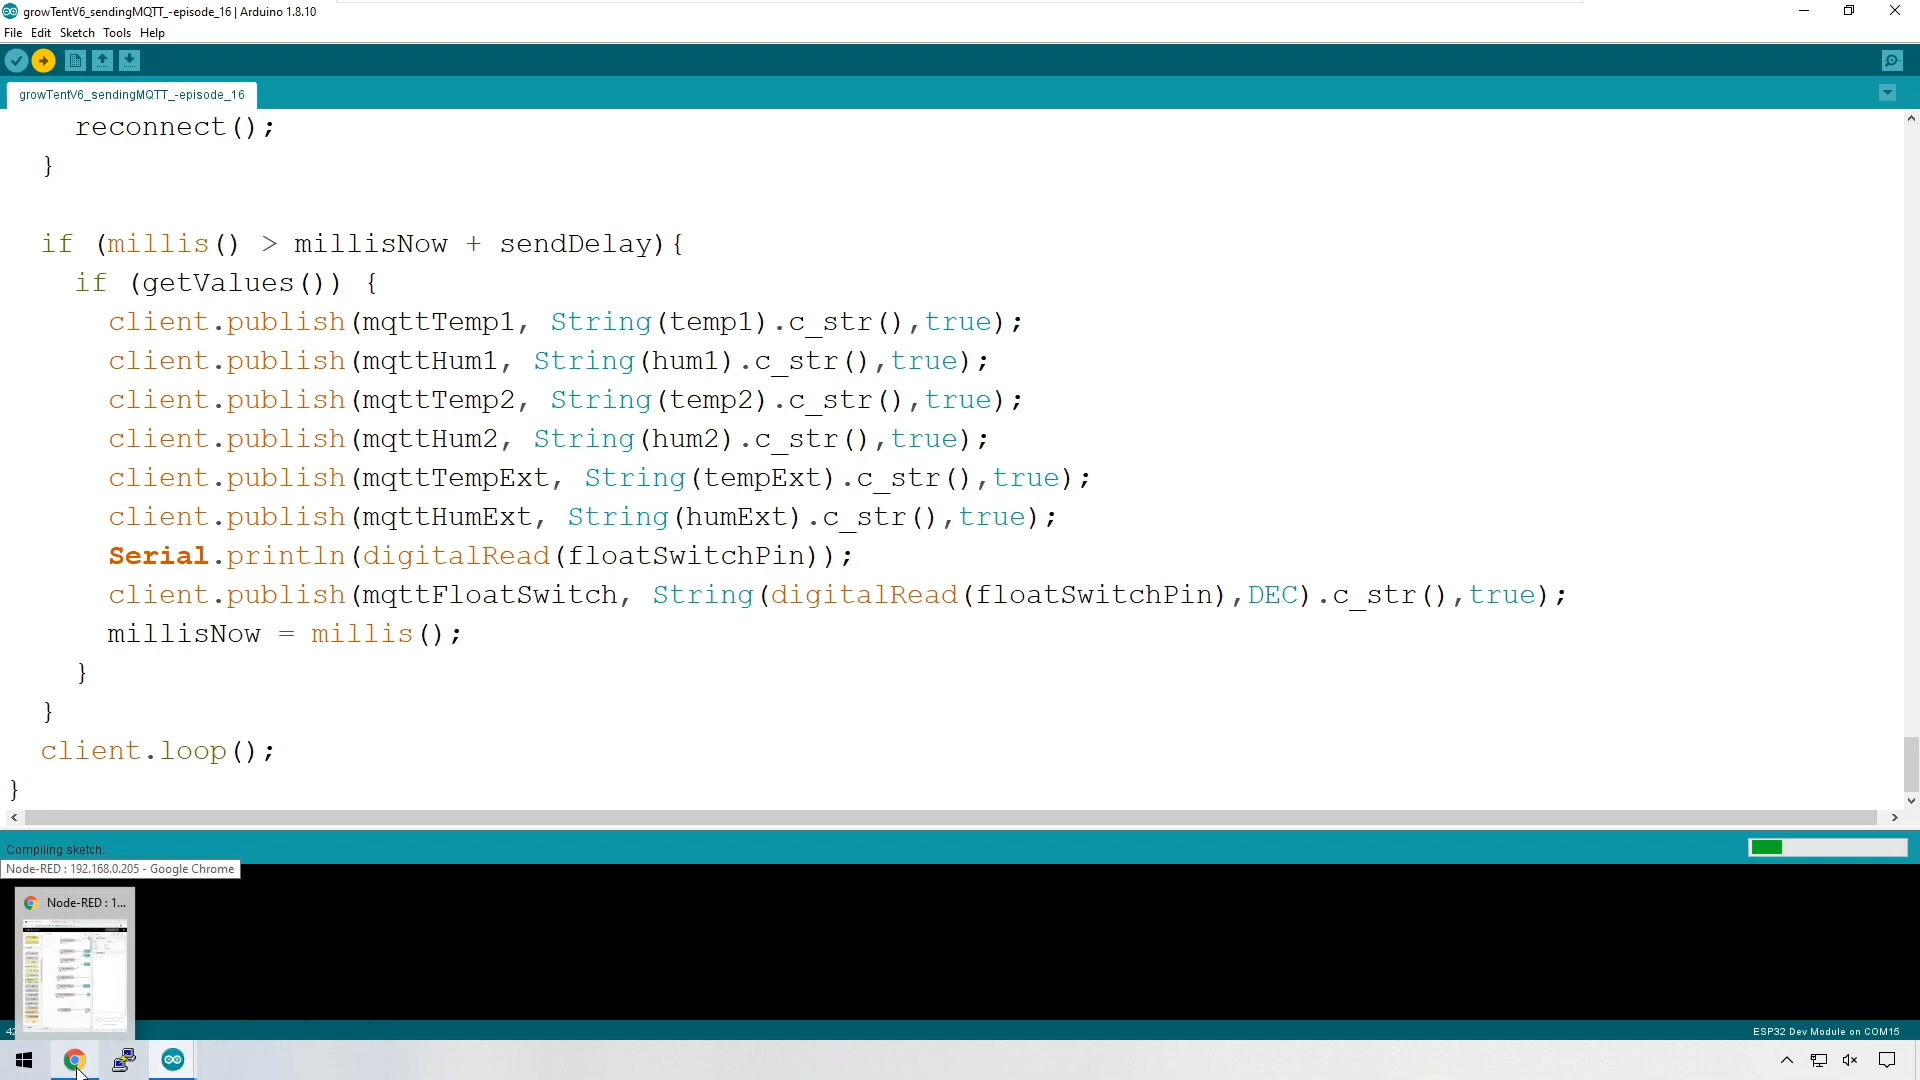 growTentV6_sendingMQTT_-episode_16 | Arduino 1.8.10
File Edit Sketch Tools Help
growTentV6_sendingMQTT_-episode_16
reconnect();
}
if (millis() > millisNow + sendDelay){
if (getValues()) {
client.publish(mqttTemp1, String(temp1).c_str(),true);
client.publish(mqttHum1, String(hum1).c_str(),true);
client.publish(mqttTemp2, String(temp2).c_str(),true);
client.publish(mqttHum2, String(hum2).c_str(),true);
client.publish(mqttTempExt, String(tempExt).c_str(),true);
client.publish(mqttHumExt, String(humExt).c_str(),true);
Serial.println(digitalRead(floatSwitchPin));
client.publish(mqttFloatSwitch, String(digitalRead(floatSwitchPin),DEC).c_str(),true);
millisNow = millis();
}
}
client.loop();
}
Compiling sketch...
Node-RED : 192.168.0.205 - Google Chrome
Node-RED : 1...
ESP32 Dev Module on COM15